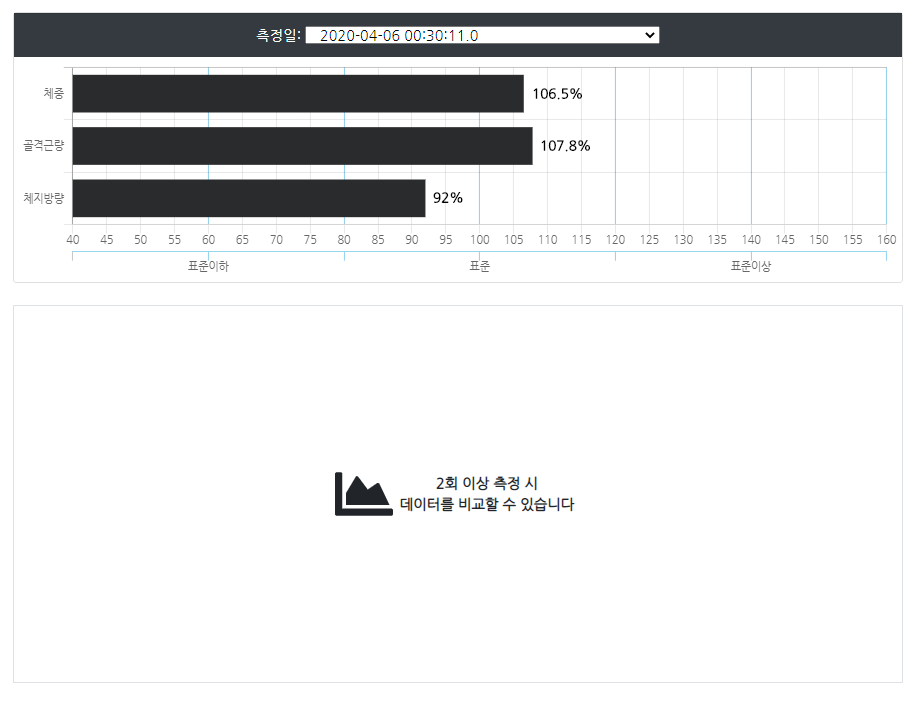 측정일: 2020-04-06 00:30:11.0
체중 106.5%
골격근량 107.8%
체지방량 92%
40 45 50 55 60 65 70 75 80 85 90 95 100 105 110 115 120 125 130 135 140 145 150 155 160
표준이하 표준 표준이상
2회 이상 측정 시
데이터를 비교할 수 있습니다